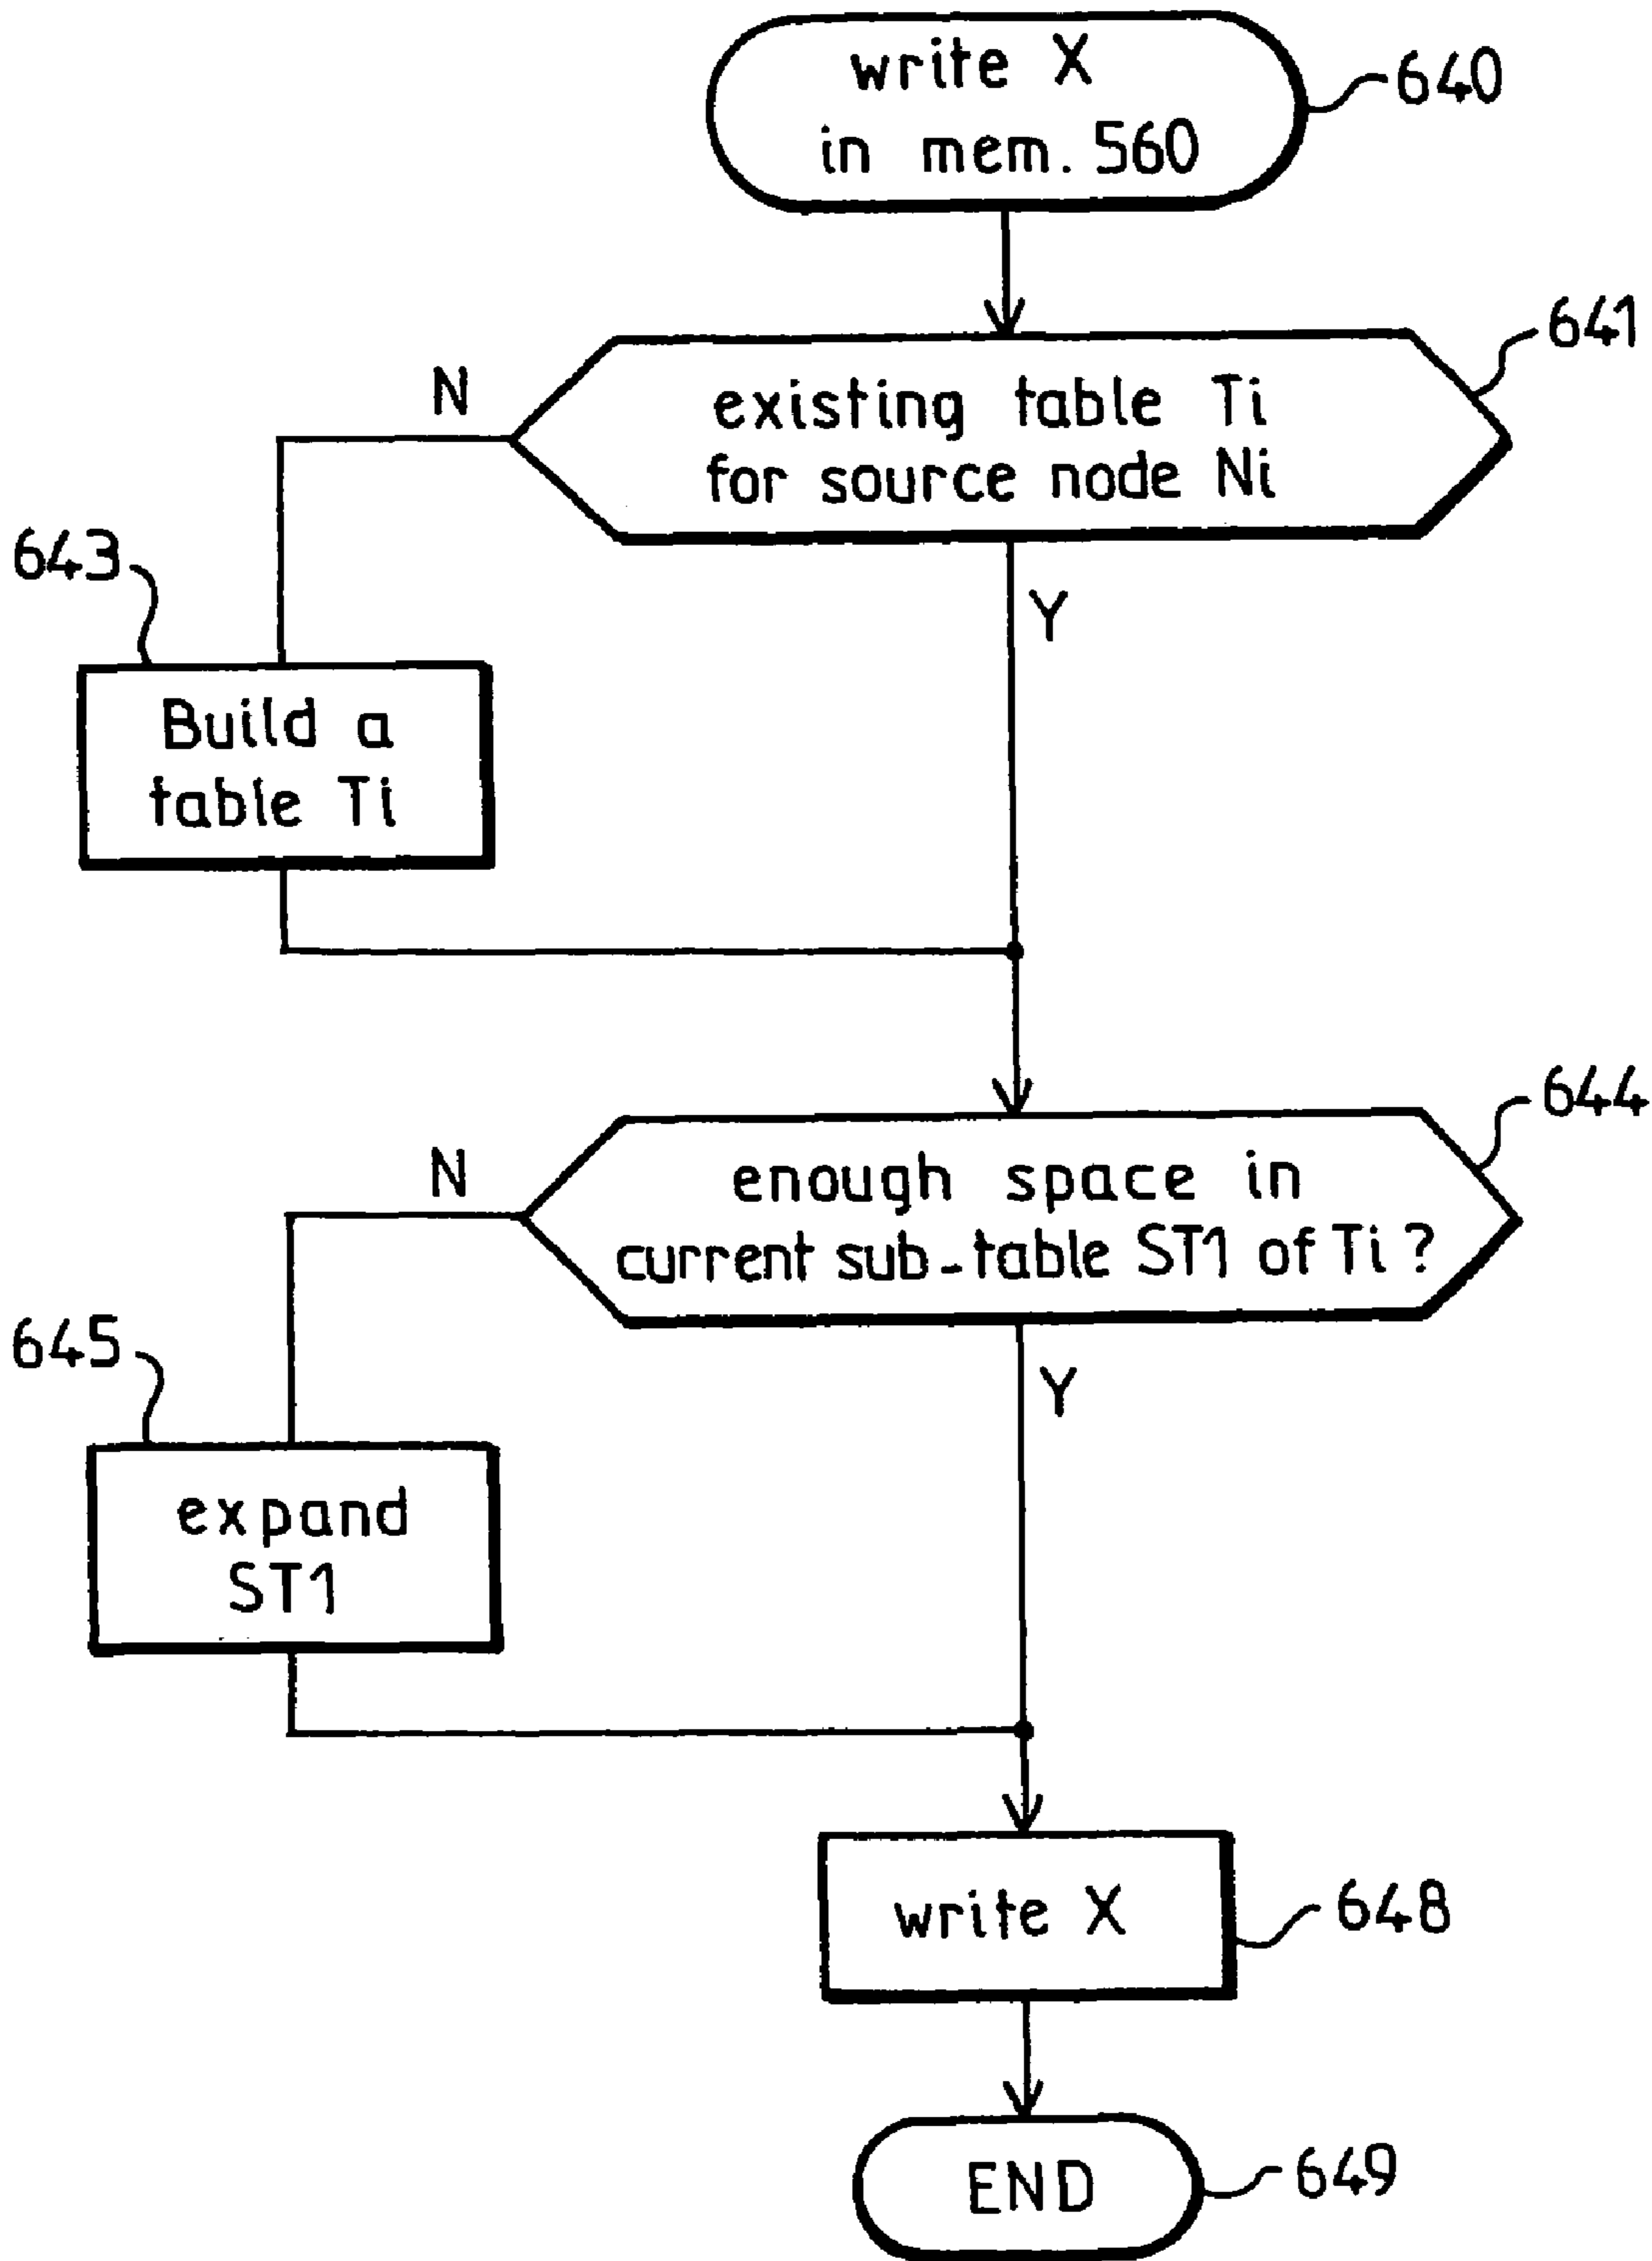 write X
in mem. 560
640
641
existing table Ti
for source node Ni
N
Y
643
Build a
table Ti
644
enough space in
current sub-table ST1 of Ti ?
N
Y
645
expand
ST1
write X
648
END
649